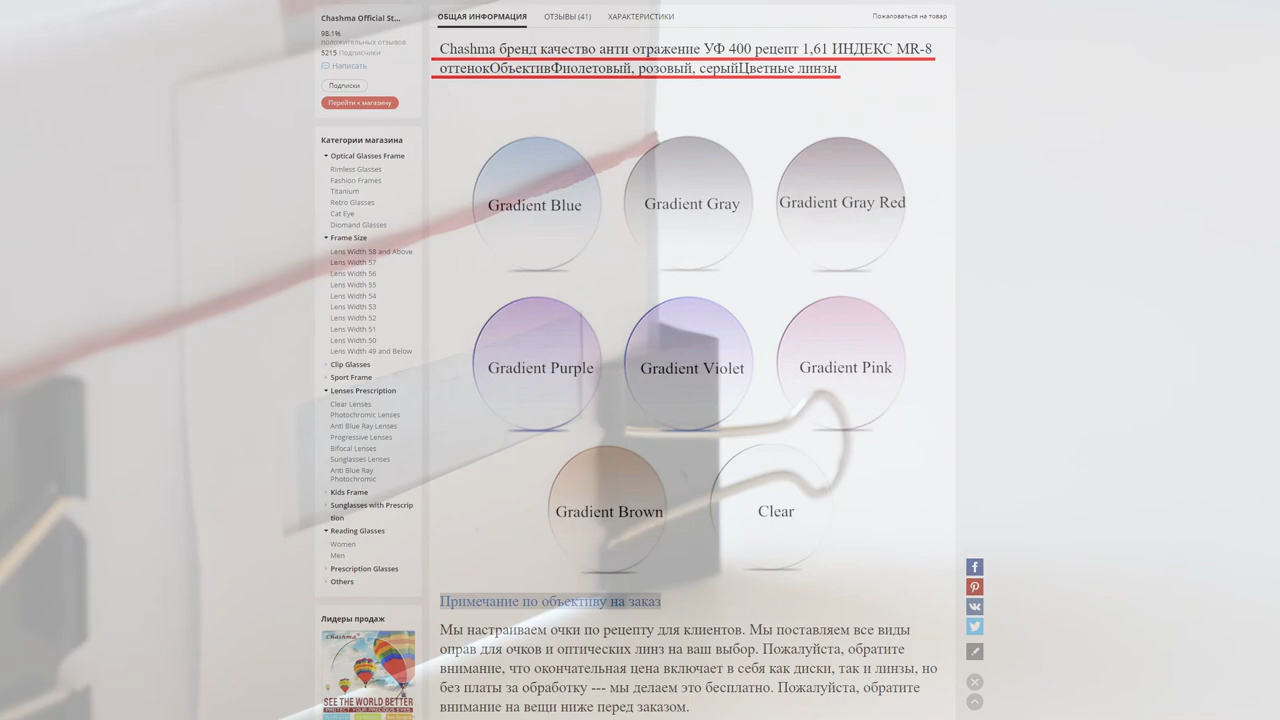 Chashma Official St...
98.1%
положительных отзывов
5215 Подписчики
Написать
Подписки
Перейти к магазину
Категории магазина
Optical Glasses Frame
Rimless Glasses
Fashion Frames
Titanium
Retro Glasses
Cat Eye
Diomand Glasses
Frame Size
Lens Width 58 and Above
Lens Width 57
Lens Width 56
Lens Width 55
Lens Width 54
Lens Width 53
Lens Width 52
Lens Width 51
Lens Width 50
Lens Width 49 and Below
Clip Glasses
Sport Frame
Lenses Prescription
Clear Lenses
Photochromic Lenses
Anti Blue Ray Lenses
Progressive Lenses
Bifocal Lenses
Sunglasses Lenses
Anti Blue Ray
Photochromic
Kids Frame
Sunglasses with Prescrip
tion
Reading Glasses
Women
Men
Prescription Glasses
Others
Лидеры продаж
Chashma
SEE THE WORLD BETTER
PROTECT YOUR PRECIOUS EYES
ОБЩАЯ ИНФОРМАЦИЯ ОТЗЫВЫ (41) ХАРАКТЕРИСТИКИ Пожаловаться на товар
Chashma бренд качество анти отражение УФ 400 рецепт 1,61 ИНДЕКС MR-8
оттенокОбъективФиолетовый, розовый, серыйЦветные линзы
Gradient Blue
Gradient Gray
Gradient Gray Red
Gradient Purple
Gradient Violet
Gradient Pink
Gradient Brown
Clear
Примечание по объективу на заказ
Мы настраиваем очки по рецепту для клиентов. Мы поставляем все виды
оправ для очков и оптических линз на ваш выбор. Пожалуйста, обратите
внимание, что окончательная цена включает в себя как диски, так и линзы, но
без платы за обработку --- мы делаем это бесплатно. Пожалуйста, обратите
внимание на вещи ниже перед заказом.